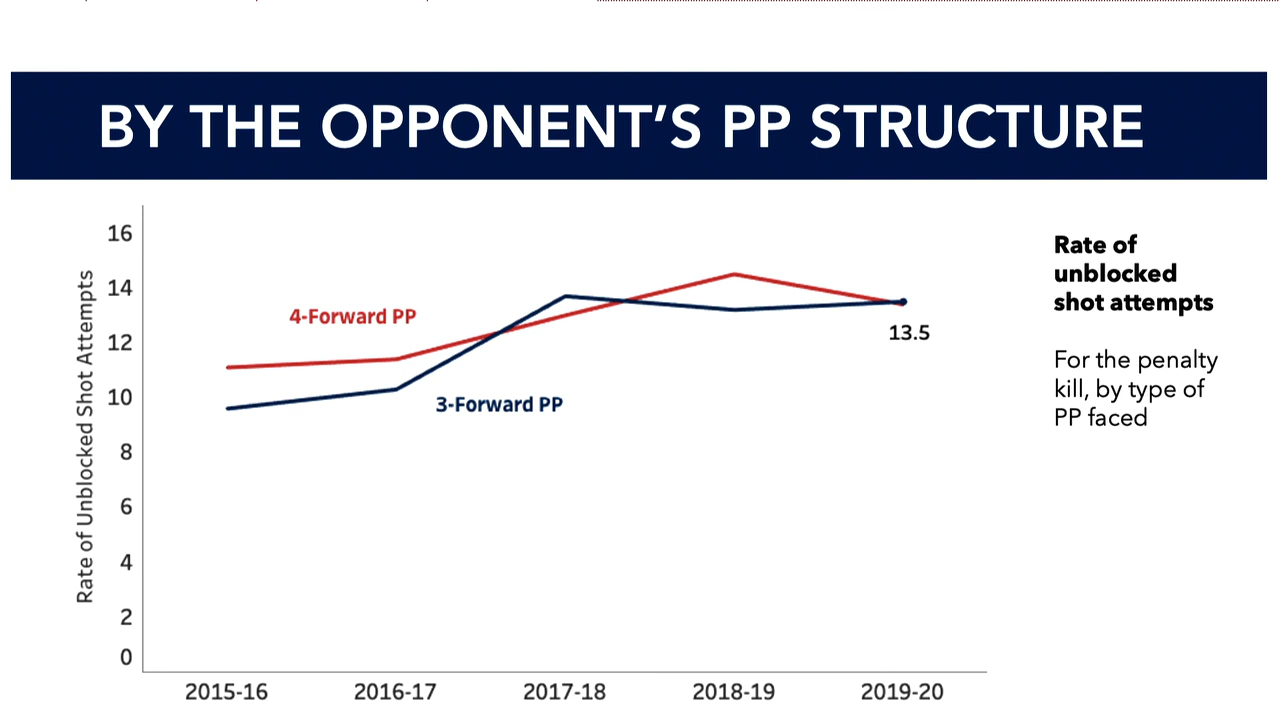 BY THE OPPONENT’S PP STRUCTURE
Rate of Unblocked Shot Attempts
16
14
12
10
8
6
4
2
0
4-Forward PP
3-Forward PP
13.5
2015-16
2016-17
2017-18
2018-19
2019-20
Rate of
unblocked
shot attempts
For the penalty
kill, by type of
PP faced